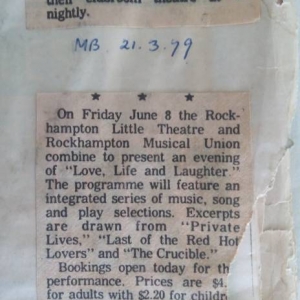 their classroom theatre at
nightly.
MB 21.3.79
★ ★ ★
On Friday June 8 the Rock-
hampton Little Theatre and
Rockhampton Musical Union
combine to present an evening
of "Love, Life and Laughter."
The programme will feature an
integrated series of music, song
and play selections. Excerpts
are drawn from "Private
Lives," "Last of the Red Hot
Lovers" and "The Crucible."
Bookings open today for th
performance. Prices are $4.
for adults with $2.20 for childr